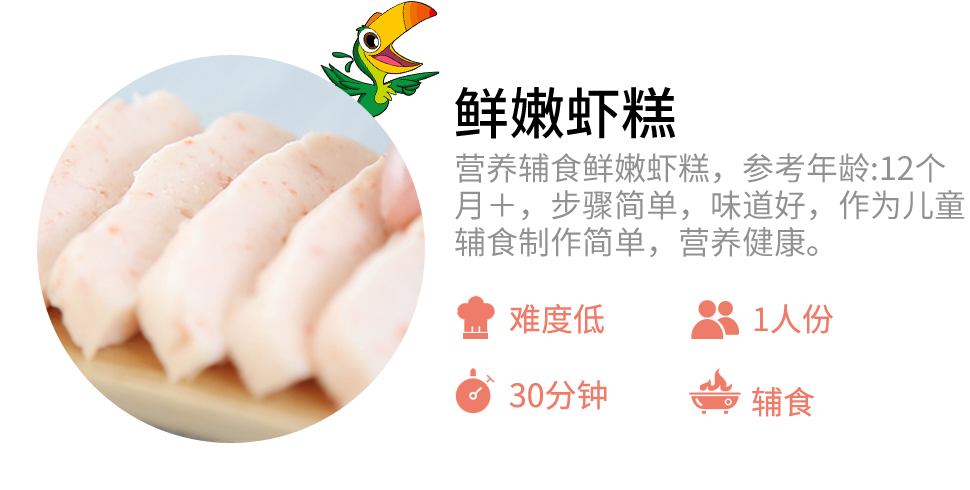 鲜嫩虾糕
营养辅食鲜嫩虾糕，参考年龄:12个
月＋，步骤简单，味道好，作为儿童
辅食制作简单，营养健康。
难度低
1人份
30分钟
辅食